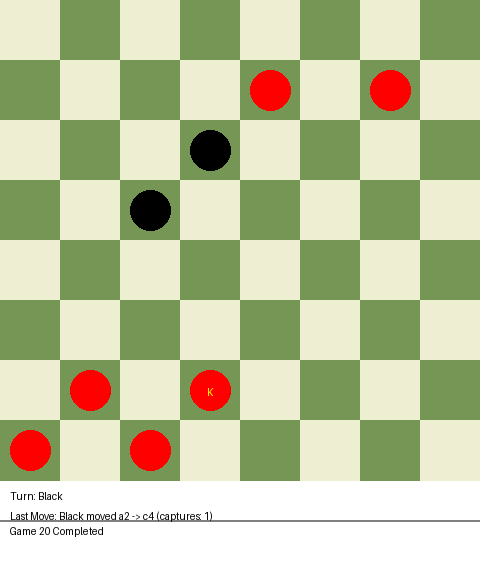 K
Turn: Black
Last Move: Black moved a2 -> c4 (captures: 1)
Game 20 Completed